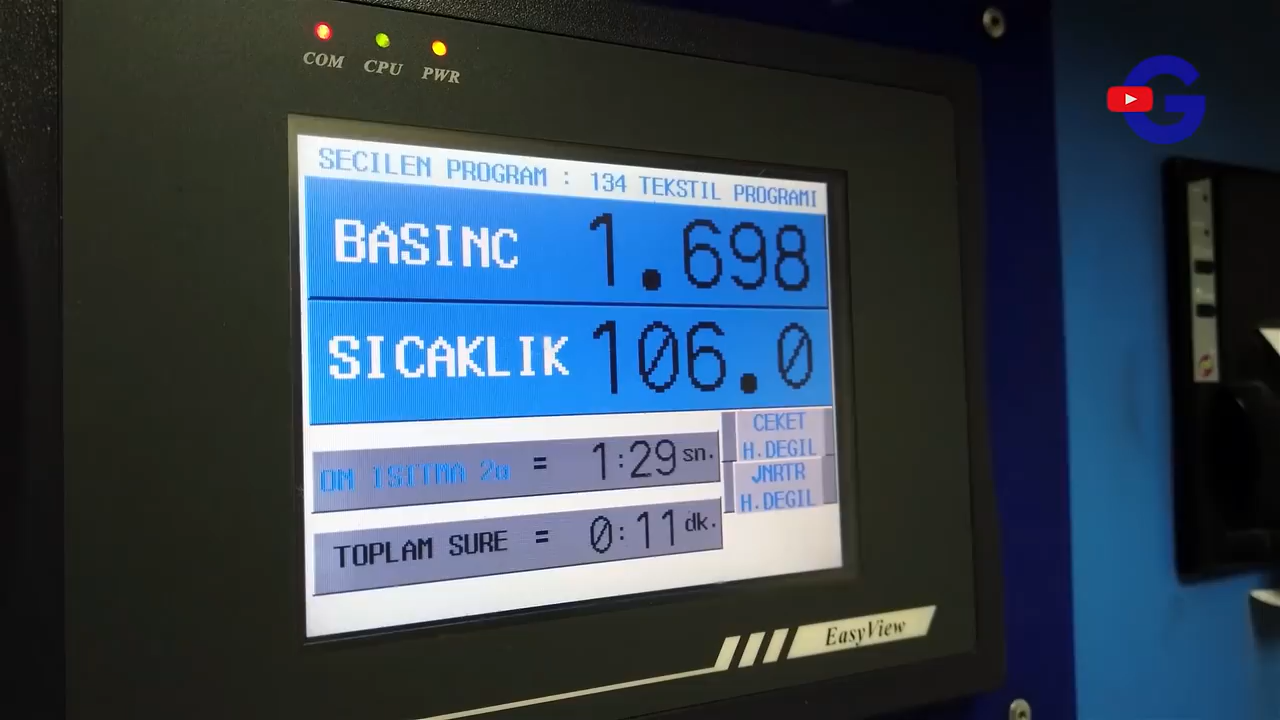 COM CPU PWR
SECILEN PROGRAM : 134 TEKSTIL PROGRAMI
BASINC 1.698
SICAKLIK 106.0
ON ISITMA 2α = 1:29 sn.
CEKET
H.DEGIL
JNRTR
H.DEGIL
TOPLAM SURE = 0:11 dk.
EasyView
G